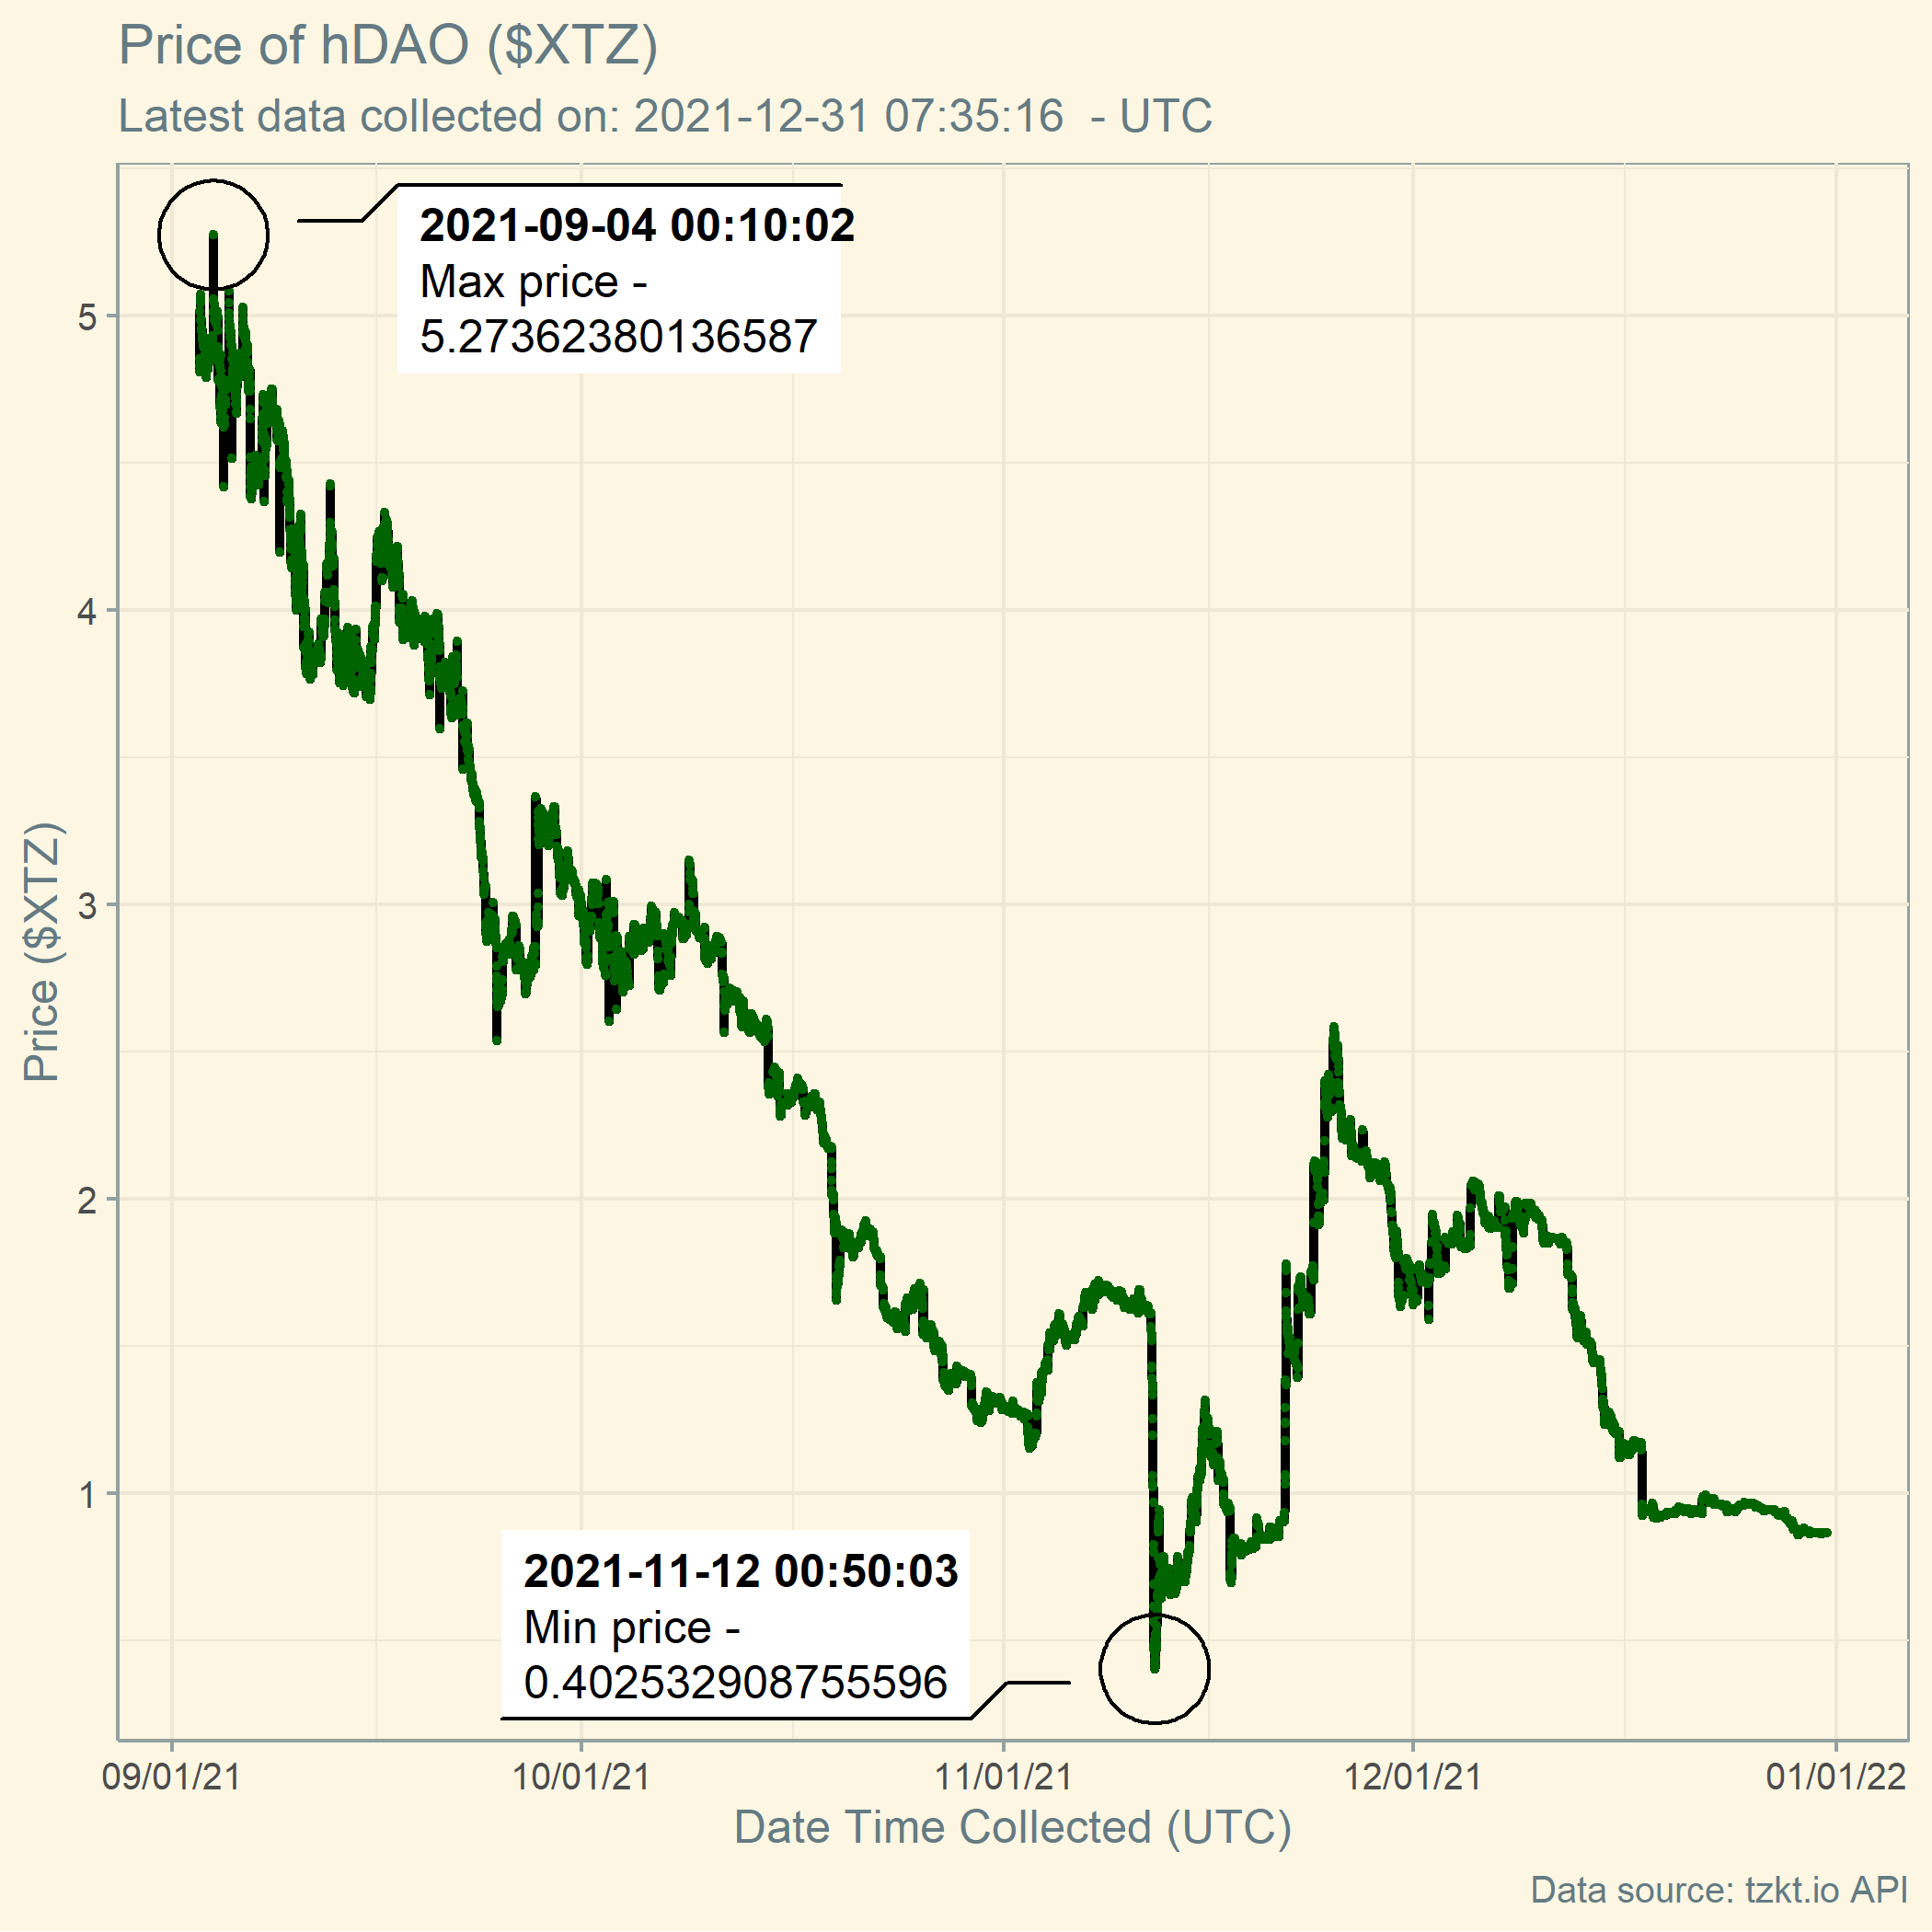 Price of hDAO ($XTZ)
Latest data collected on: 2021-12-31 07:35:16  - UTC
2021-09-04 00:10:02
Max price -
5.27362380136587
5
4
3
2
1
Price ($XTZ)
2021-11-12 00:50:03
Min price -
0.402532908755596
09/01/21
10/01/21
11/01/21
12/01/21
01/01/22
Date Time Collected (UTC)
Data source: tzkt.io API